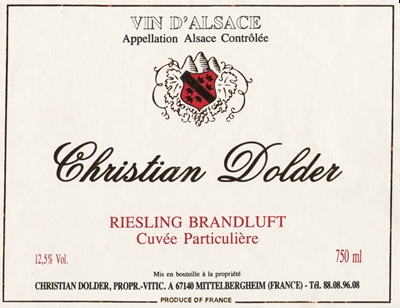 VIN D'ALSACE
Appellation Alsace Contrôlée
Christian Dolder
RIESLING BRANDLUFT
Cuvée Particulière
12,5% Vol.
750 ml
Mis en bouteille à la propriété
CHRISTIAN DOLDER, PROPR.-VITIC. A 67140 MITTELBERGHEIM (FRANCE) - Tél. 88.08.96.08
PRODUCE OF FRANCE